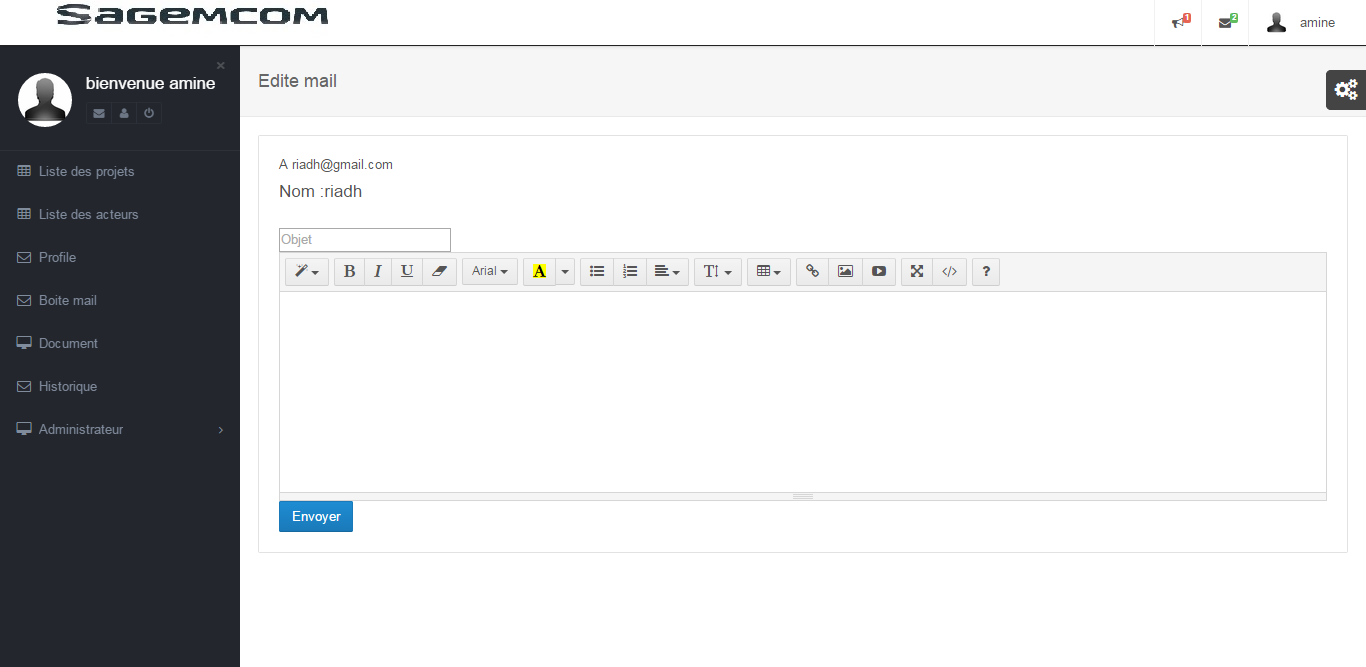 SAGEMCOM
1
2
amine
×
bienvenue amine
Liste des projets
Liste des acteurs
Profile
Boite mail
Document
Historique
Administrateur
Edite mail
A riadh@gmail.com
Nom :riadh
Objet
B I U Arial A T </> ?
Envoyer